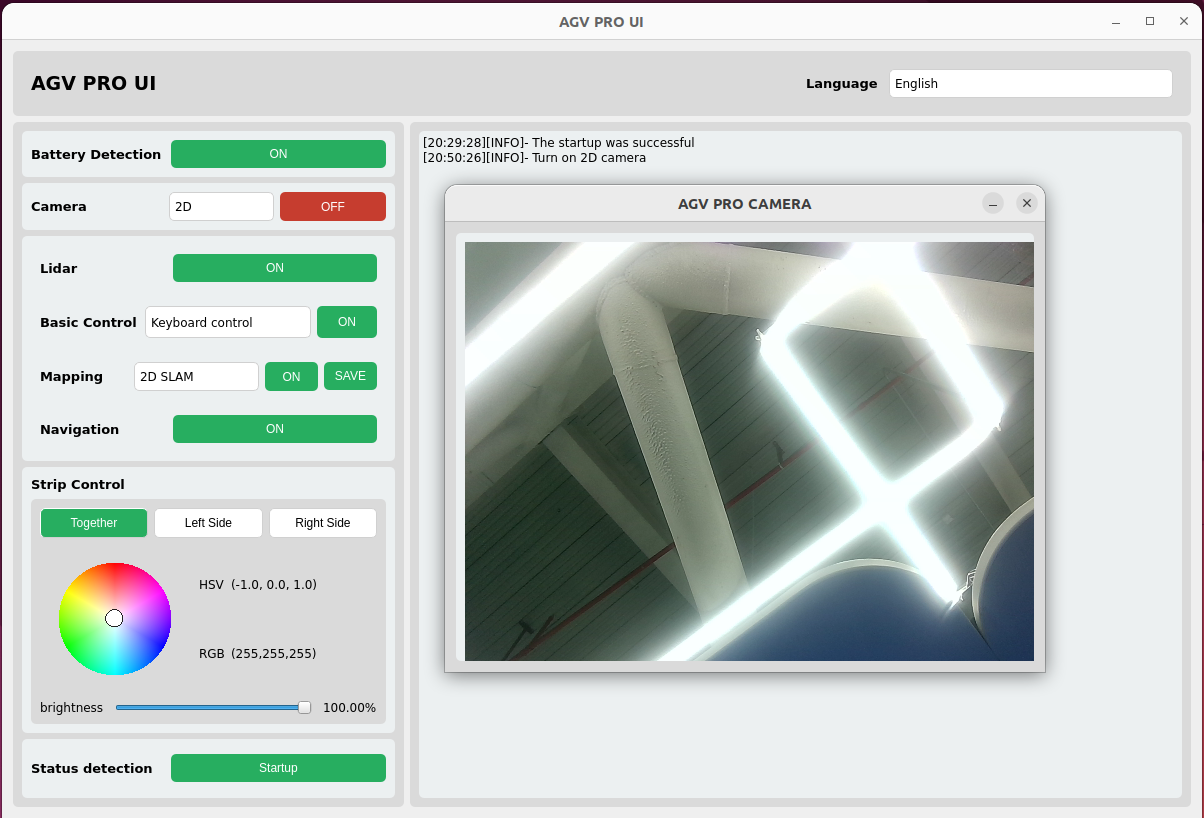 AGV PRO UI
AGV PRO UI
Language English
Battery Detection ON
Camera 2D OFF
Lidar ON
Basic Control Keyboard control ON
Mapping 2D SLAM ON SAVE
Navigation ON
Strip Control
Together Left Side Right Side
HSV (-1.0, 0.0, 1.0)
RGB (255,255,255)
brightness 100.00%
Status detection Startup
[20:29:28][INFO]- The startup was successful
[20:50:26][INFO]- Turn on 2D camera
AGV PRO CAMERA